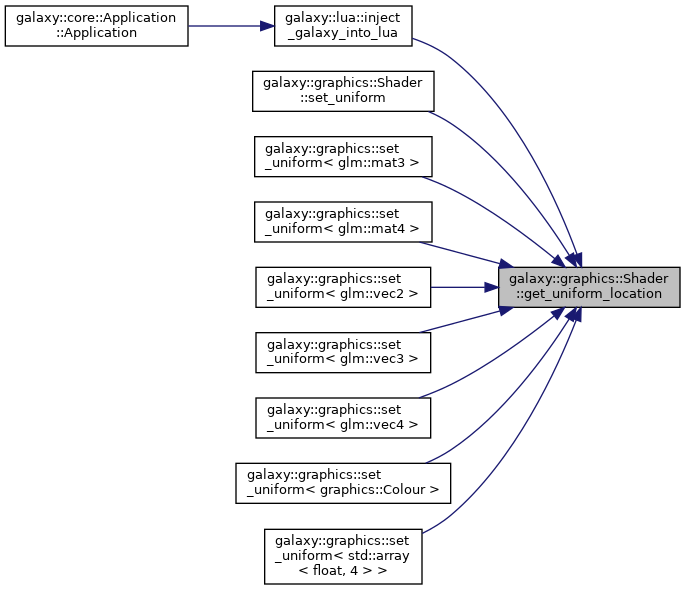 galaxy::core::Application
::Application
galaxy::lua::inject
_galaxy_into_lua
galaxy::graphics::Shader
::set_uniform
galaxy::graphics::set
_uniform< glm::mat3 >
galaxy::graphics::set
_uniform< glm::mat4 >
galaxy::graphics::set
_uniform< glm::vec2 >
galaxy::graphics::set
_uniform< glm::vec3 >
galaxy::graphics::set
_uniform< glm::vec4 >
galaxy::graphics::set
_uniform< graphics::Colour >
galaxy::graphics::set
_uniform< std::array
< float, 4 > >
galaxy::graphics::Shader
::get_uniform_location